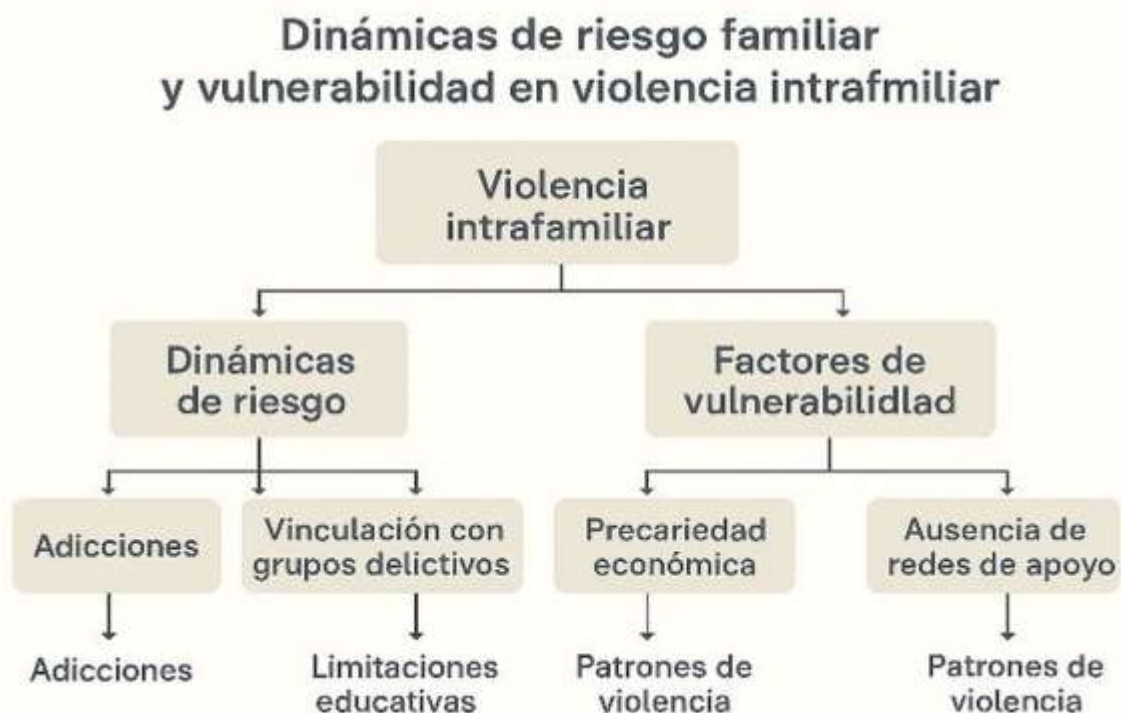 Dinámicas de riesgo familiar
y vulnerabilidad en violencia intrafmiliar
Violencia
intrafamiliar
Dinámicas
de riesgo
Factores de
vulnerabilidlad
Adicciones
Vinculación con
grupos delictivos
Precariedad
económica
Ausencia de
redes de apoyo
Adicciones
Limitaciones
educativas
Patrones de
violencia
Patrones de
violencia